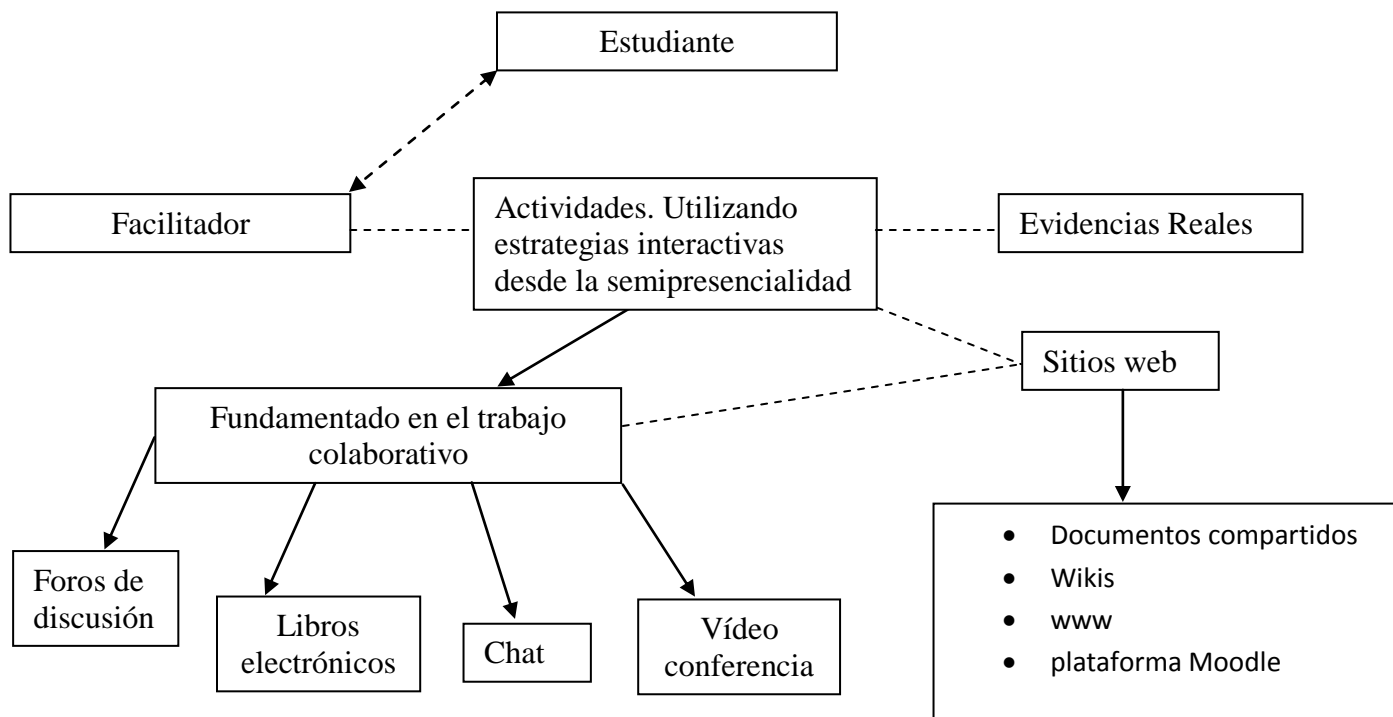 Estudiante
Facilitador
Actividades. Utilizando
estrategias interactivas
desde la semipresencialidad
Evidencias Reales
Sitios web
Fundamentado en el trabajo
colaborativo
Foros de
discusión
Libros
electrónicos
Chat
Vídeo
conferencia
• Documentos compartidos
• Wikis
• www
• plataforma Moodle